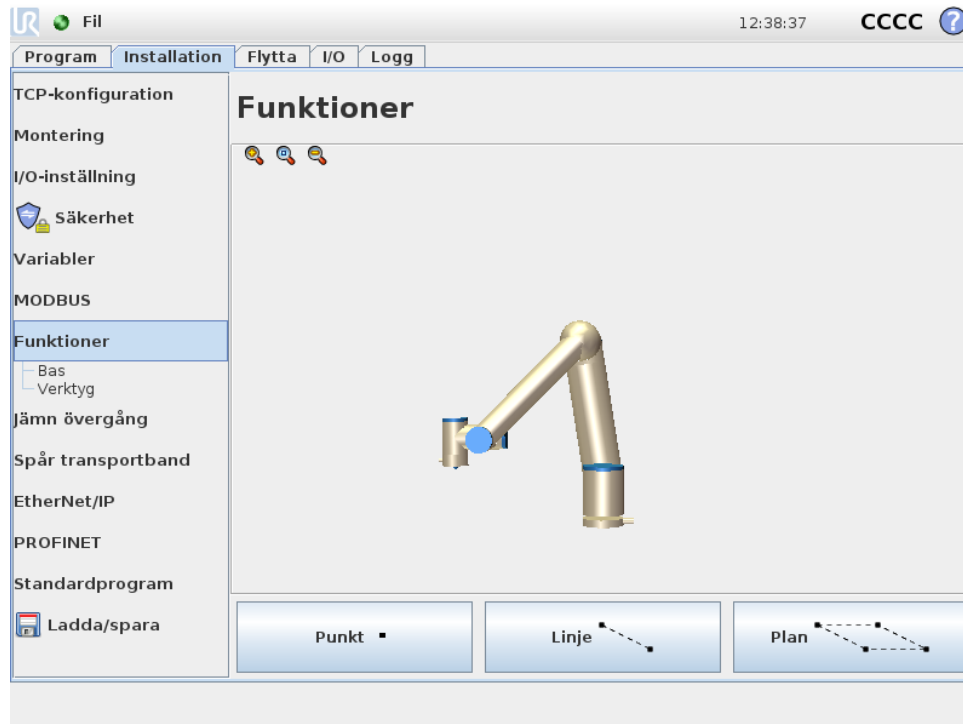 UR Fil 12:38:37 CCCC ?
Program Installation Flytta I/O Logg
TCP-konfiguration
Montering
I/O-inställning
Säkerhet
Variabler
MODBUS
Funktioner
Bas
Verktyg
Jämn övergång
Spår transportband
EtherNet/IP
PROFINET
Standardprogram
Ladda/spara
Funktioner
Punkt
Linje
Plan